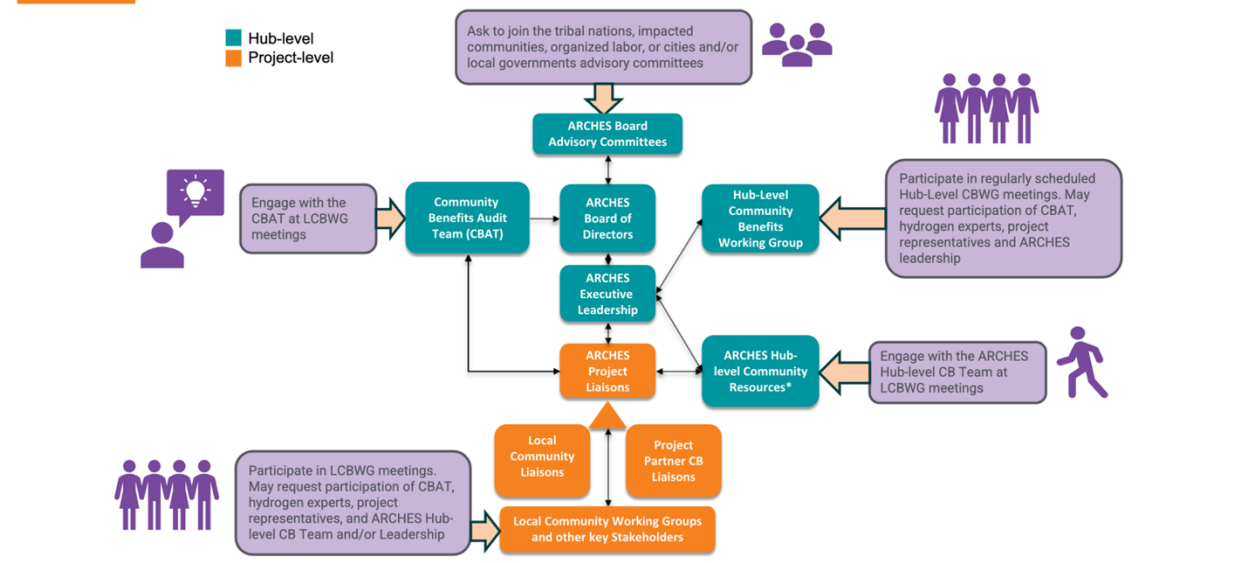 Hub-level
Project-level
Ask to join the tribal nations, impacted
communities, organized labor, or cities and/or
local governments advisory committees
ARCHES Board
Advisory Committees
Engage with the
CBAT at LCBWG
meetings
Community
Benefits Audit
Team (CBAT)
ARCHES
Board of
Directors
Hub-Level
Community
Benefits
Working Group
Participate in regularly scheduled
Hub-Level CBWG meetings. May
request participation of CBAT,
hydrogen experts, project
representatives and ARCHES
leadership
ARCHES
Executive
Leadership
ARCHES
Project
Liaisons
ARCHES Hub-
level Community
Resources*
Engage with the ARCHES
Hub-level CB Team at
LCBWG meetings
Local
Community
Liaisons
Project
Partner CB
Liaisons
Participate in LCBWG meetings.
May request participation of CBAT,
hydrogen experts, project
representatives, and ARCHES Hub-
level CB Team and/or Leadership
Local Community Working Groups
and other key Stakeholders